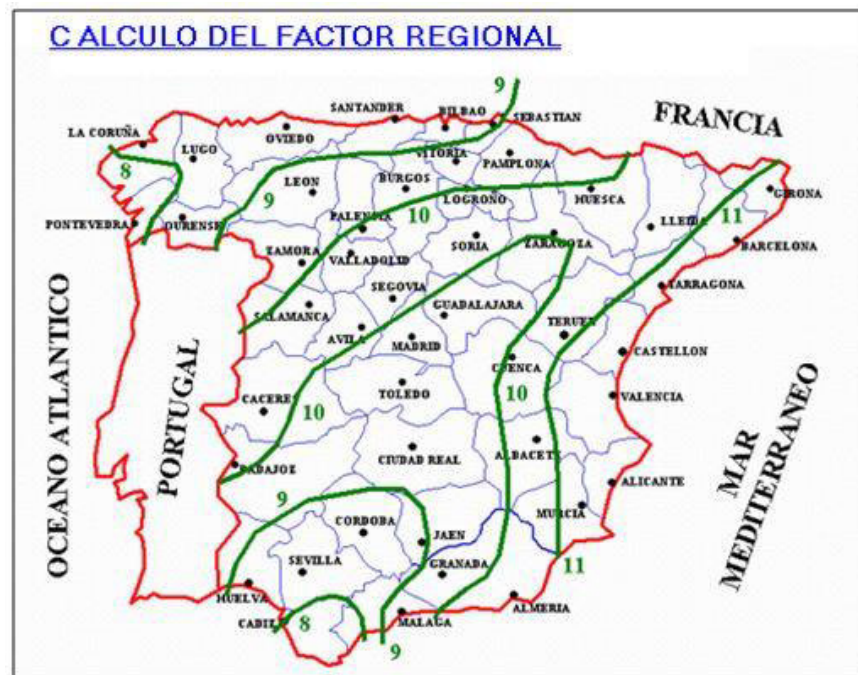 C ALCULO DEL FACTOR REGIONAL
9
SANTANDER
BILBAO
SEBASTIAN
FRANCIA
LA CORUÑA
OVIEDO
LUGO
VITORIA
PAMPLONA
8
9
LEON
BURGOS
LOGRONO
HUESCA
GIRONA
PONTEVEDRA
OURENSE
PALENCIA
10
11
LLEIDA
ZAMORA
VALLADOLID
SORIA
ZARAGOZA
BARCELONA
SEGOVIA
TARRAGONA
SALAMANCA
GUADALAJARA
AVILA
MADRID
TERUEL
CUENCA
CASTELLON
OCEANO ATLANTICO
PORTUGAL
CACERES
10
TOLEDO
10
VALENCIA
MAR
MEDITERRANEO
BADAJOZ
CIUDAD REAL
ALBACETE
9
ALICANTE
CORDOBA
JAEN
MURCIA
SEVILLA
GRANADA
11
HUELVA
ALMERIA
CADIZ
8
MALAGA
9